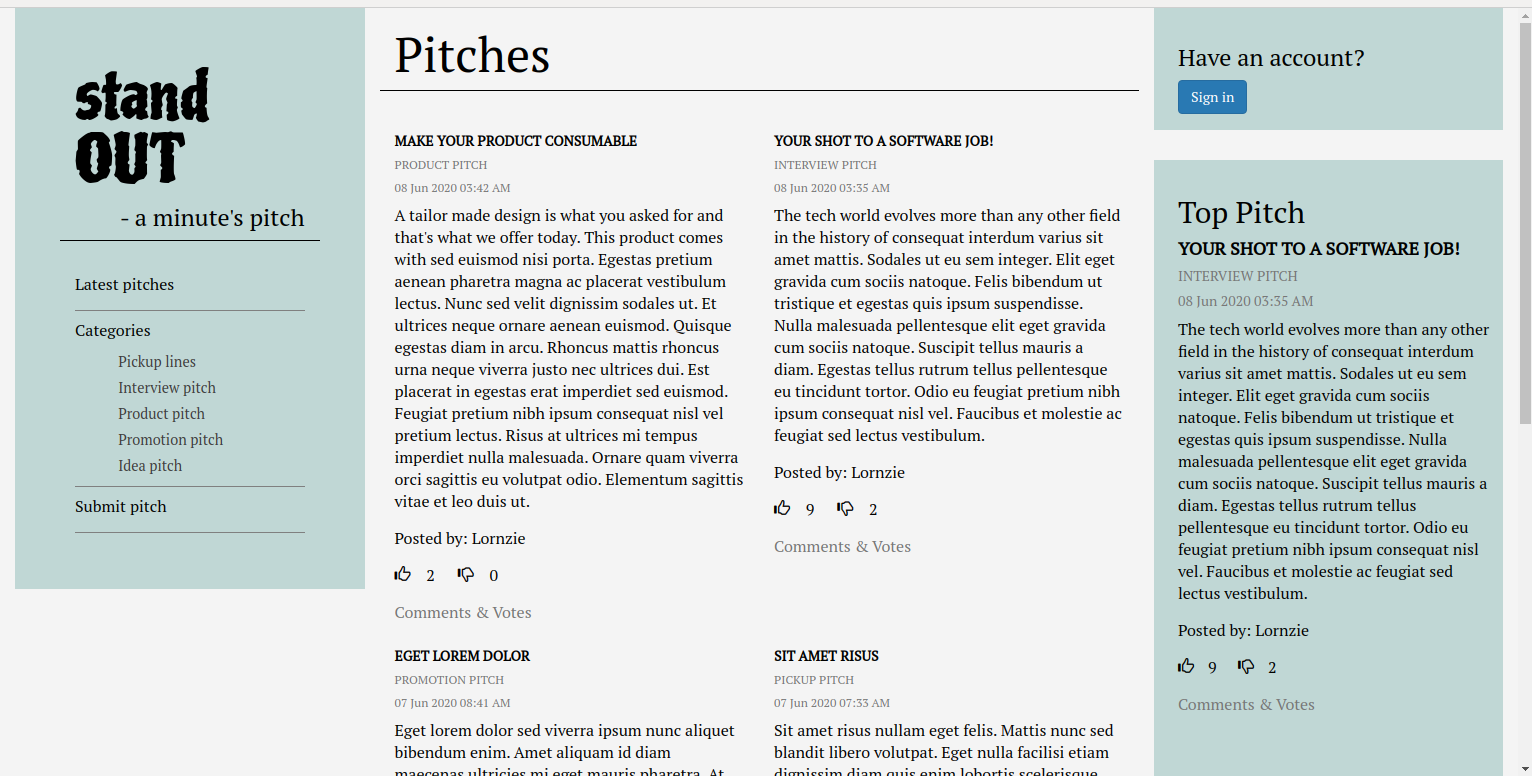 stand
OUT
- a minute's pitch
Latest pitches
Categories
Pickup lines
Interview pitch
Product pitch
Promotion pitch
Idea pitch
Submit pitch
Pitches
MAKE YOUR PRODUCT CONSUMABLE
PRODUCT PITCH
08 Jun 2020 03:42 AM
A tailor made design is what you asked for and
that's what we offer today. This product comes
with sed euismod nisi porta. Egestas pretium
aenean pharetra magna ac placerat vestibulum
lectus. Nunc sed velit dignissim sodales ut. Et
ultrices neque ornare aenean euismod. Quisque
egestas diam in arcu. Rhoncus mattis rhoncus
urna neque viverra justo nec ultrices dui. Est
placerat in egestas erat imperdiet sed euismod.
Feugiat pretium nibh ipsum consequat nisl vel
pretium lectus. Risus at ultrices mi tempus
imperdiet nulla malesuada. Ornare quam viverra
orci sagittis eu volutpat odio. Elementum sagittis
vitae et leo duis ut.
Posted by: Lornzie
2 0
Comments & Votes
YOUR SHOT TO A SOFTWARE JOB!
INTERVIEW PITCH
08 Jun 2020 03:35 AM
The tech world evolves more than any other field
in the history of consequat interdum varius sit
amet mattis. Sodales ut eu sem integer. Elit eget
gravida cum sociis natoque. Felis bibendum ut
tristique et egestas quis ipsum suspendisse.
Nulla malesuada pellentesque elit eget gravida
cum sociis natoque. Suscipit tellus mauris a
diam. Egestas tellus rutrum tellus pellentesque
eu tincidunt tortor. Odio eu feugiat pretium nibh
ipsum consequat nisl vel. Faucibus et molestie ac
feugiat sed lectus vestibulum.
Posted by: Lornzie
9 2
Comments & Votes
EGET LOREM DOLOR
PROMOTION PITCH
07 Jun 2020 08:41 AM
Eget lorem dolor sed viverra ipsum nunc aliquet
bibendum enim. Amet aliquam id diam
maecenas ultricies mi eget mauris pharetra. At
SIT AMET RISUS
PICKUP PITCH
07 Jun 2020 07:33 AM
Sit amet risus nullam eget felis. Mattis nunc sed
blandit libero volutpat. Eget nulla facilisi etiam
dignissim diam quis enim lobortis scelerisque
Have an account?
Sign in
Top Pitch
YOUR SHOT TO A SOFTWARE JOB!
INTERVIEW PITCH
08 Jun 2020 03:35 AM
The tech world evolves more than any other
field in the history of consequat interdum
varius sit amet mattis. Sodales ut eu sem
integer. Elit eget gravida cum sociis
natoque. Felis bibendum ut tristique et
egestas quis ipsum suspendisse. Nulla
malesuada pellentesque elit eget gravida
cum sociis natoque. Suscipit tellus mauris a
diam. Egestas tellus rutrum tellus
pellentesque eu tincidunt tortor. Odio eu
feugiat pretium nibh ipsum consequat nisl
vel. Faucibus et molestie ac feugiat sed
lectus vestibulum.
Posted by: Lornzie
9 2
Comments & Votes